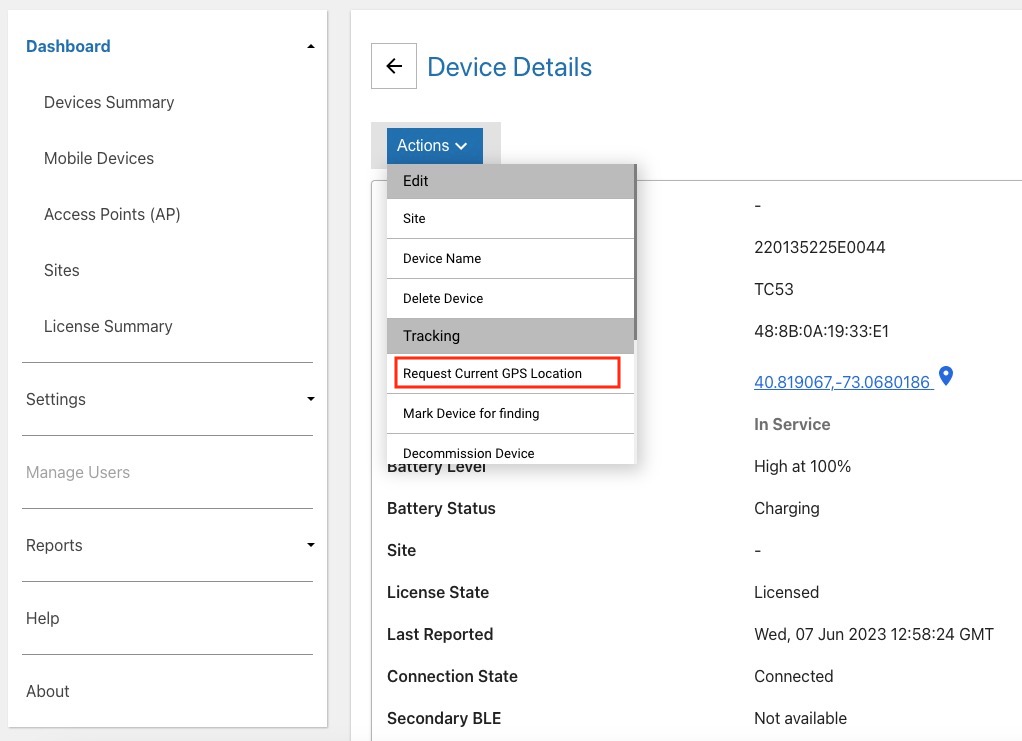 Dashboard
Devices Summary
Mobile Devices
Access Points (AP)
Sites
License Summary
Settings
Manage Users
Reports
Help
About
Device Details
Actions
Edit
Site
Device Name
Delete Device
Tracking
Request Current GPS Location
Mark Device for finding
Decommission Device
-
220135225E0044
TC53
48:8B:0A:19:33:E1
40.819067,-73.0680186
In Service
Battery Level High at 100%
Battery Status Charging
Site -
License State Licensed
Last Reported Wed, 07 Jun 2023 12:58:24 GMT
Connection State Connected
Secondary BLE Not available